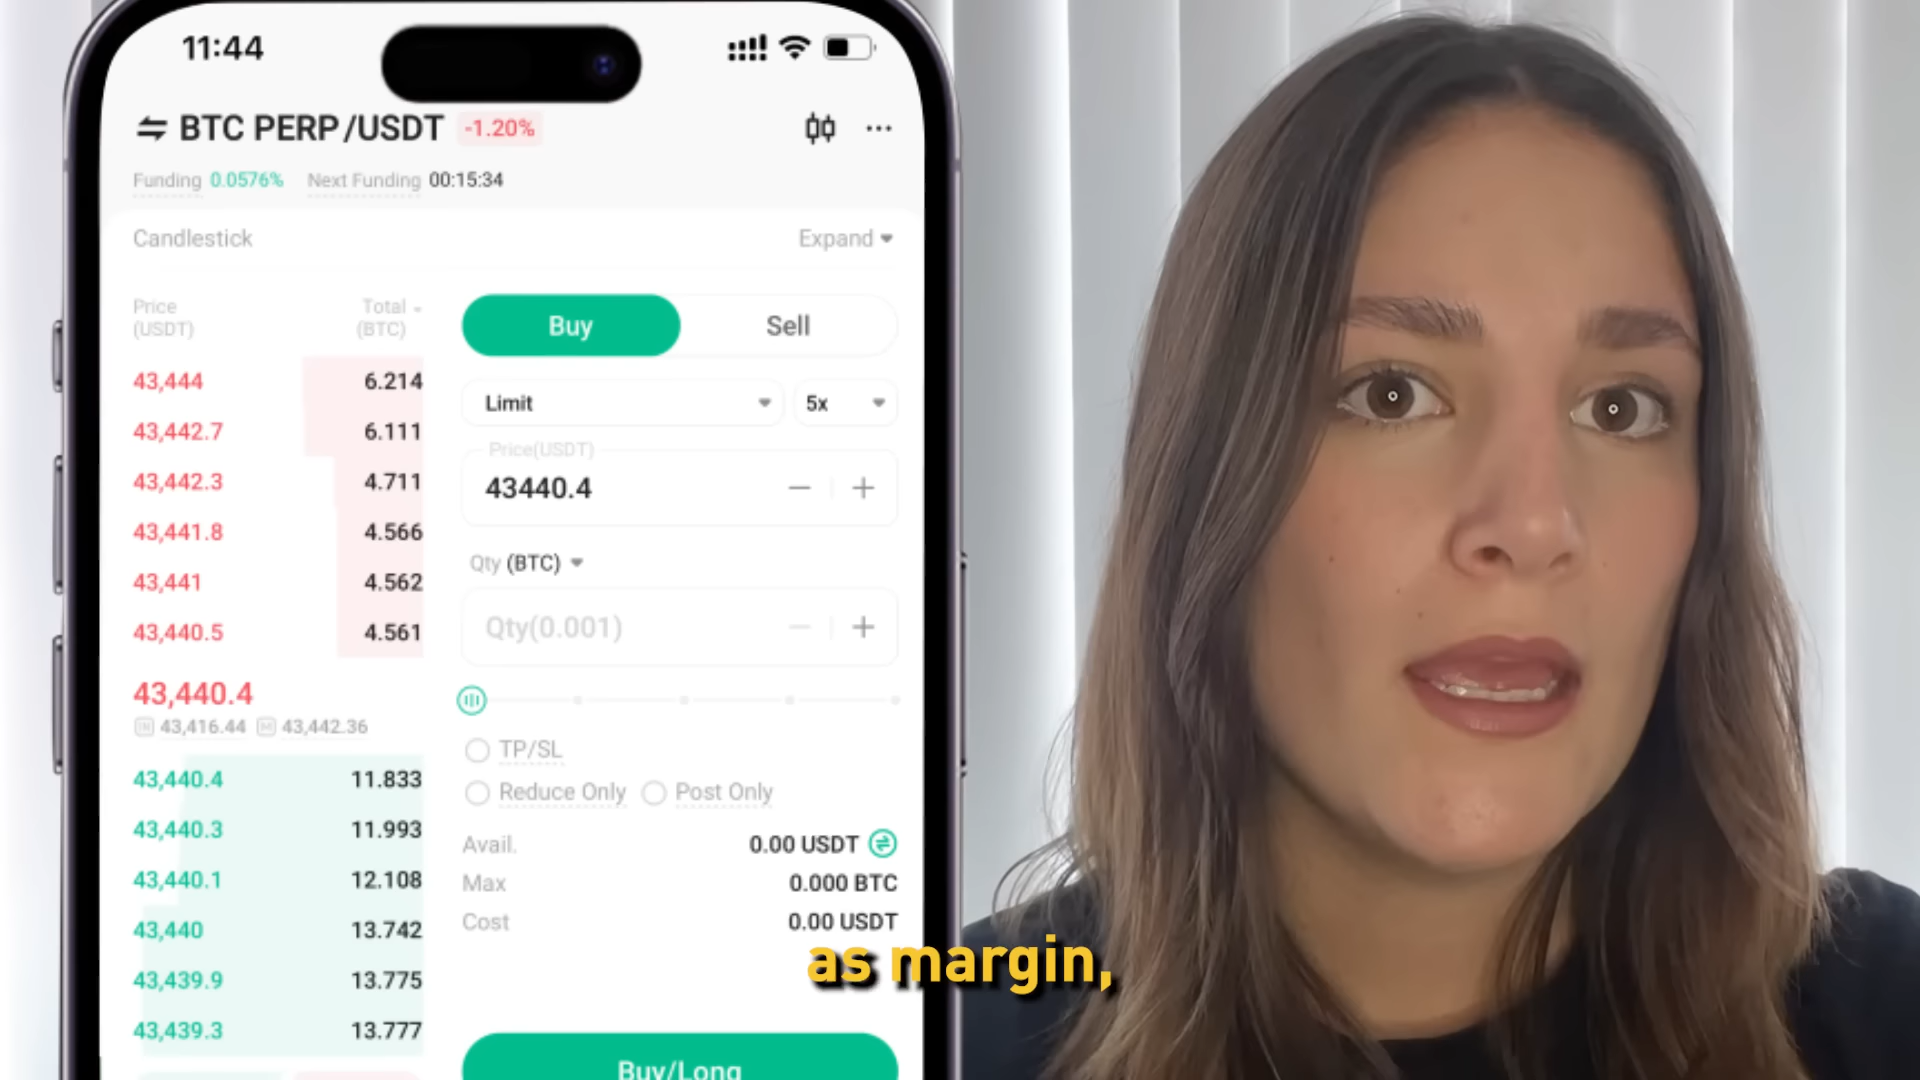 11:44
BTC PERP/USDT -1.20%
Funding 0.0576% Next Funding 00:15:34
Candlestick Expand
Price (USDT) Total (BTC)
43,444 6.214
43,442.7 6.111
43,442.3 4.711
43,441.8 4.566
43,441 4.562
43,440.5 4.561
43,440.4
43,416.44 43,442.36
43,440.4 11.833
43,440.3 11.993
43,440.1 12.108
43,440 13.742
43,439.9 13.775
43,439.3 13.777
Buy Sell
Limit 5x
Price(USDT)
43440.4
Qty (BTC)
Qty(0.001)
TP/SL
Reduce Only Post Only
Avail. 0.00 USDT
Max 0.000 BTC
Cost 0.00 USDT
Buy/Long
as margin,